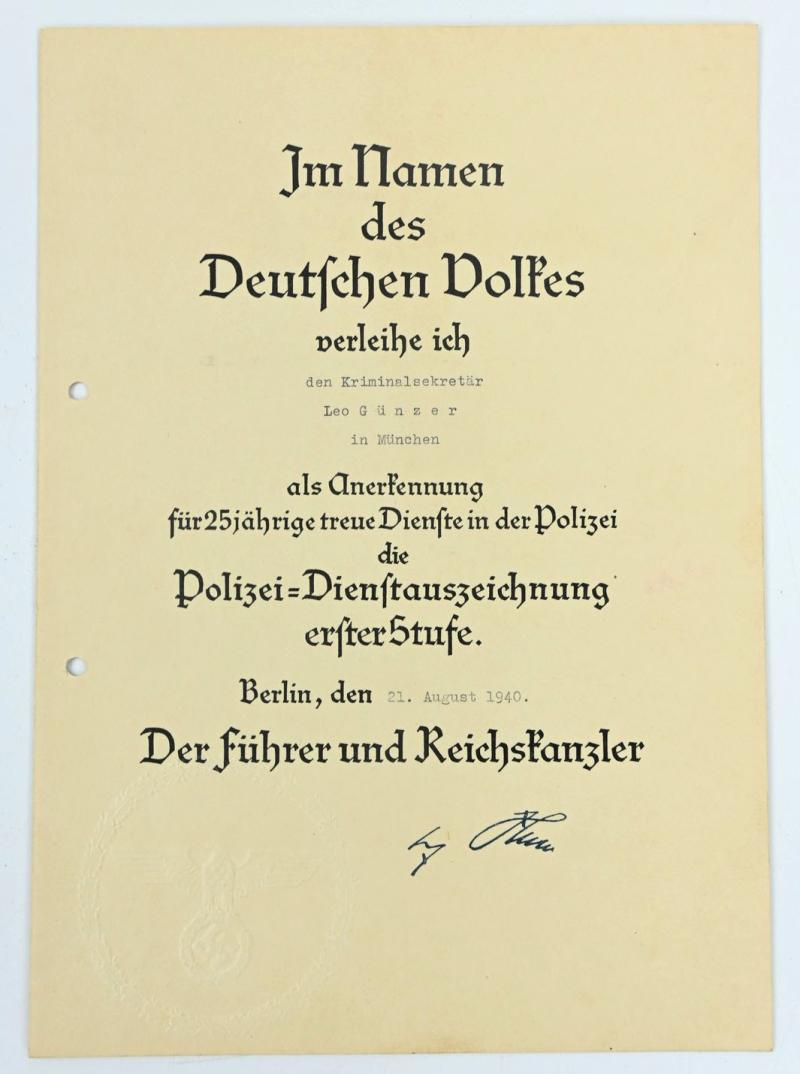 Im Namen
des
Deutschen Volkes
verleihe ich
den Kriminalsekretär
Leo G ü n z e r
in München
als Anerkennung
für 25jährige treue Dienste in der Polizei
die
Polizei=Dienstauszeichnung
erster Stufe.
Berlin, den 21. August 1940.
Der Führer und Reichskanzler